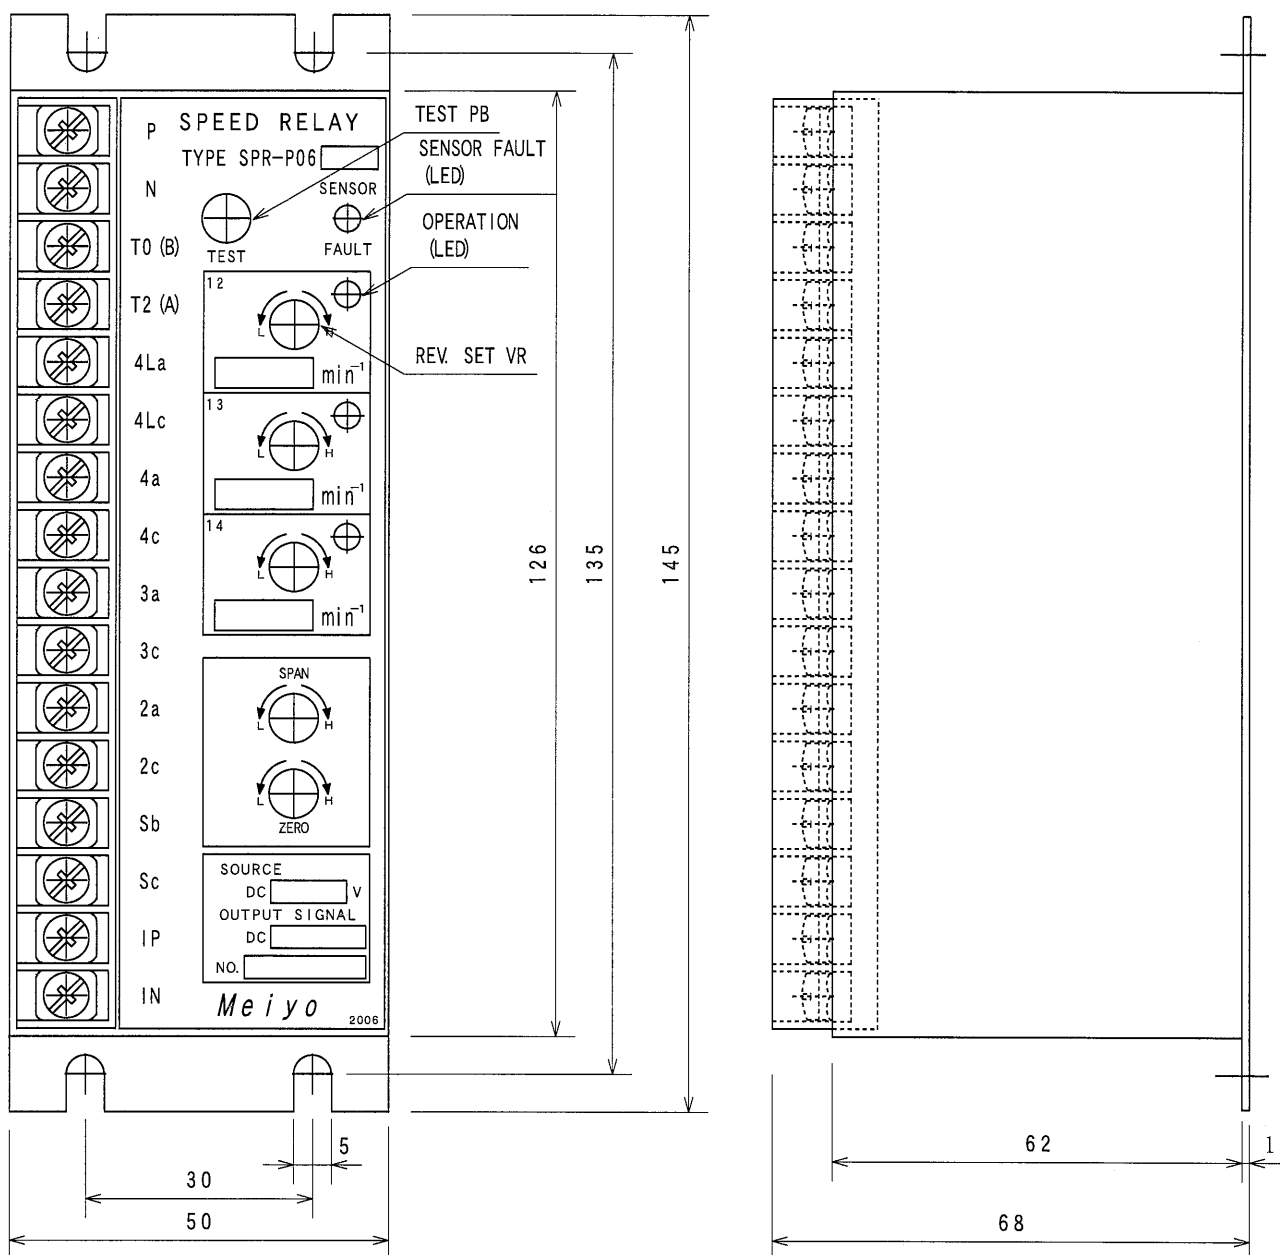 P
N
T0 (B)
T2 (A)
4La
4Lc
4a
4c
3a
3c
2a
2c
Sb
Sc
IP
IN
SPEED RELAY
TYPE SPR-P06
TEST
SENSOR
FAULT
12
L H
min⁻¹
13
L H
min⁻¹
14
L H
min⁻¹
SPAN
L H
L H
ZERO
SOURCE
DC V
OUTPUT SIGNAL
DC
NO.
Meiyo
2006
TEST PB
SENSOR FAULT
(LED)
OPERATION
(LED)
REV. SET VR
126
135
145
5
30
50
62
1
68